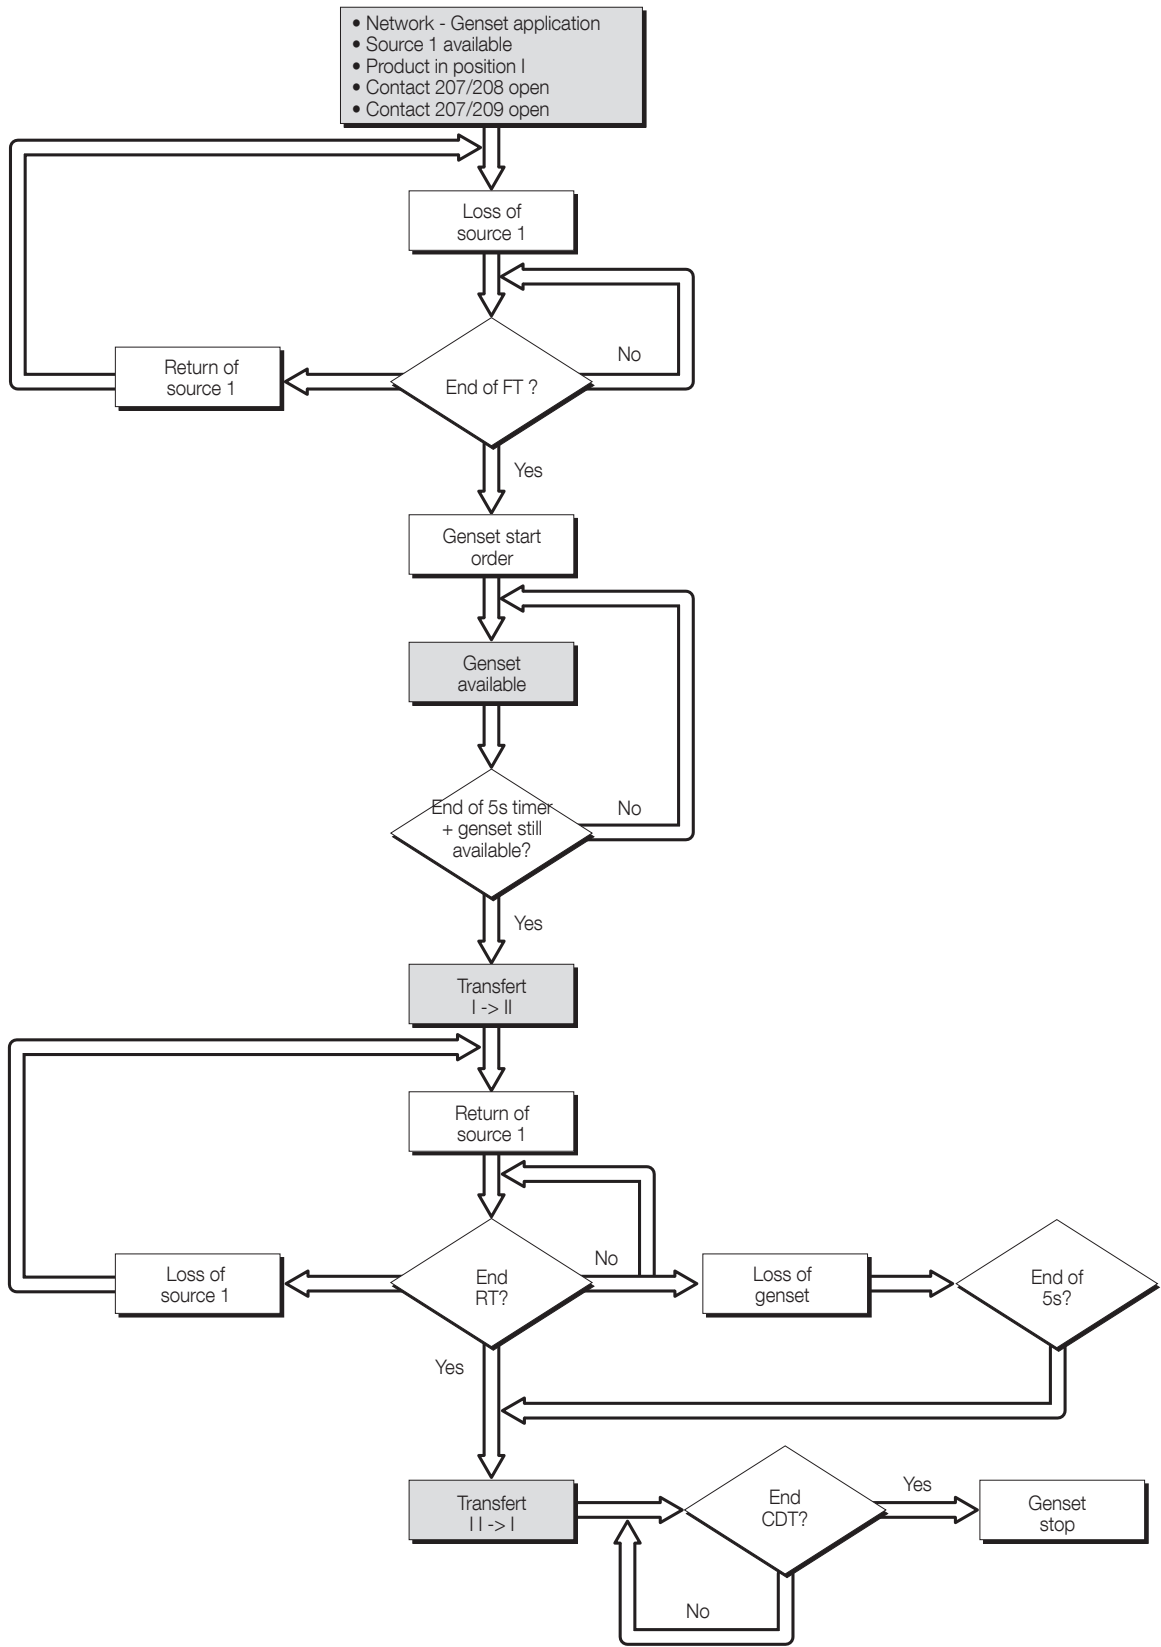 • Network - Genset application
• Source 1 available
• Product in position I
• Contact 207/208 open
• Contact 207/209 open
Loss of
source 1
No
Return of
source 1
End of FT ?
Yes
Genset start
order
Genset
available
End of 5s timer
+ genset still
available?
No
Yes
Transfert
I -> II
Return of
source 1
No
Loss of
source 1
End
RT?
Loss of
genset
End of
5s?
Yes
Transfert
I I -> I
End
CDT?
Yes
Genset
stop
No